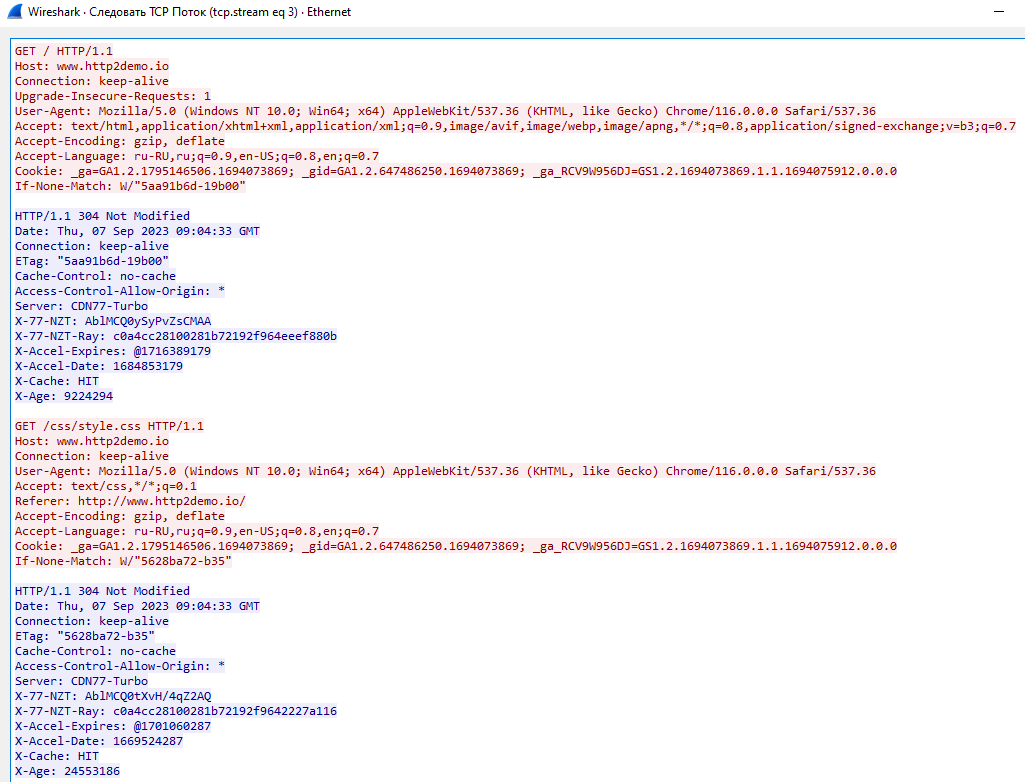 Wireshark · Следовать TCP Поток (tcp.stream eq 3) · Ethernet
GET / HTTP/1.1
Host: www.http2demo.io
Connection: keep-alive
Upgrade-Insecure-Requests: 1
User-Agent: Mozilla/5.0 (Windows NT 10.0; Win64; x64) AppleWebKit/537.36 (KHTML, like Gecko) Chrome/116.0.0.0 Safari/537.36
Accept: text/html,application/xhtml+xml,application/xml;q=0.9,image/avif,image/webp,image/apng,*/*;q=0.8,application/signed-exchange;v=b3;q=0.7
Accept-Encoding: gzip, deflate
Accept-Language: ru-RU,ru;q=0.9,en-US;q=0.8,en;q=0.7
Cookie: _ga=GA1.2.1795146506.1694073869; _gid=GA1.2.647486250.1694073869; _ga_RCV9W956DJ=GS1.2.1694073869.1.1.1694075912.0.0.0
If-None-Match: W/"5aa91b6d-19b00"
HTTP/1.1 304 Not Modified
Date: Thu, 07 Sep 2023 09:04:33 GMT
Connection: keep-alive
ETag: "5aa91b6d-19b00"
Cache-Control: no-cache
Access-Control-Allow-Origin: *
Server: CDN77-Turbo
X-77-NZT: AblMCQ0ySyPvZsCMAA
X-77-NZT-Ray: c0a4cc28100281b72192f964eeef880b
X-Accel-Expires: @1716389179
X-Accel-Date: 1684853179
X-Cache: HIT
X-Age: 9224294
GET /css/style.css HTTP/1.1
Host: www.http2demo.io
Connection: keep-alive
User-Agent: Mozilla/5.0 (Windows NT 10.0; Win64; x64) AppleWebKit/537.36 (KHTML, like Gecko) Chrome/116.0.0.0 Safari/537.36
Accept: text/css,*/*;q=0.1
Referer: http://www.http2demo.io/
Accept-Encoding: gzip, deflate
Accept-Language: ru-RU,ru;q=0.9,en-US;q=0.8,en;q=0.7
Cookie: _ga=GA1.2.1795146506.1694073869; _gid=GA1.2.647486250.1694073869; _ga_RCV9W956DJ=GS1.2.1694073869.1.1.1694075912.0.0.0
If-None-Match: W/"5628ba72-b35"
HTTP/1.1 304 Not Modified
Date: Thu, 07 Sep 2023 09:04:33 GMT
Connection: keep-alive
ETag: "5628ba72-b35"
Cache-Control: no-cache
Access-Control-Allow-Origin: *
Server: CDN77-Turbo
X-77-NZT: AblMCQ0tXvH/4qZ2AQ
X-77-NZT-Ray: c0a4cc28100281b72192f9642227a116
X-Accel-Expires: @1701060287
X-Accel-Date: 1669524287
X-Cache: HIT
X-Age: 24553186